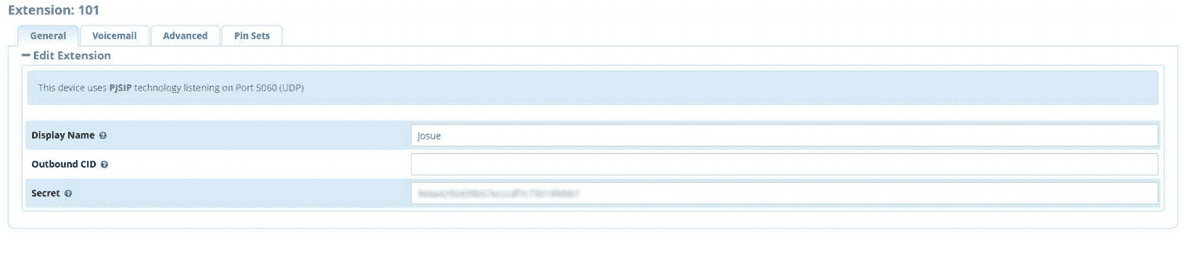 Extension: 101
General Voicemail Advanced Pin Sets
Edit Extension
This device uses PJSIP technology listening on Port 5060 (UDP)
Display Name Josue
Outbound CID
Secret